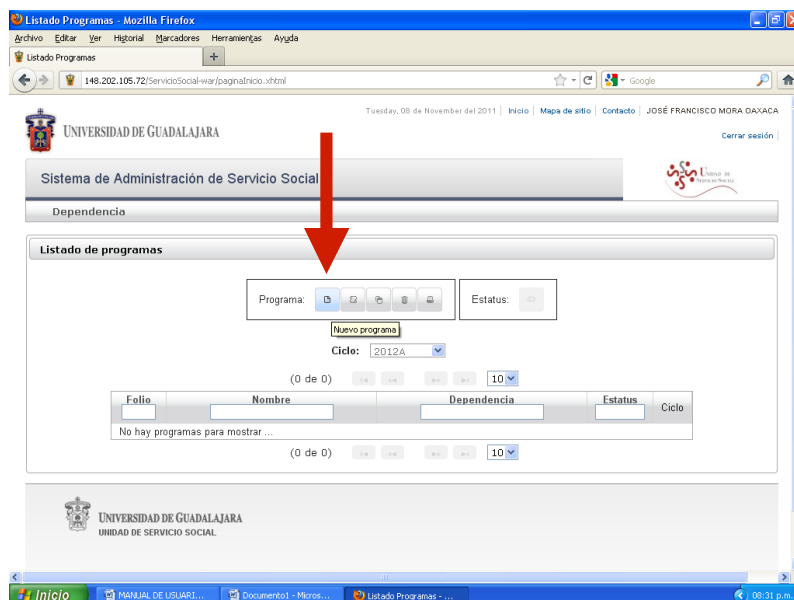 Listado Programas - Mozilla Firefox
Archivo Editar Ver Historial Marcadores Herramientas Ayuda
Listado Programas
148.202.105.72/ServicioSocial-war/paginaInicio.xhtml
Google
Tuesday, 08 de November del 2011 | Inicio | Mapa de sitio | Contacto | JOSÉ FRANCISCO MORA OAXACA
UNIVERSIDAD DE GUADALAJARA
Cerrar sesión
Sistema de Administración de Servicio Social
UNIDAD DE
SERVICIO SOCIAL
Dependencia
Listado de programas
Programa:
Estatus:
Nuevo programa
Ciclo: 2012A
(0 de 0) 10
Folio Nombre Dependencia Estatus Ciclo
No hay programas para mostrar ...
(0 de 0) 10
UNIVERSIDAD DE GUADALAJARA
UNIDAD DE SERVICIO SOCIAL
Inicio MANUAL DE USUARI... Documento1 - Micros... Listado Programas - ... 08:31 p.m.